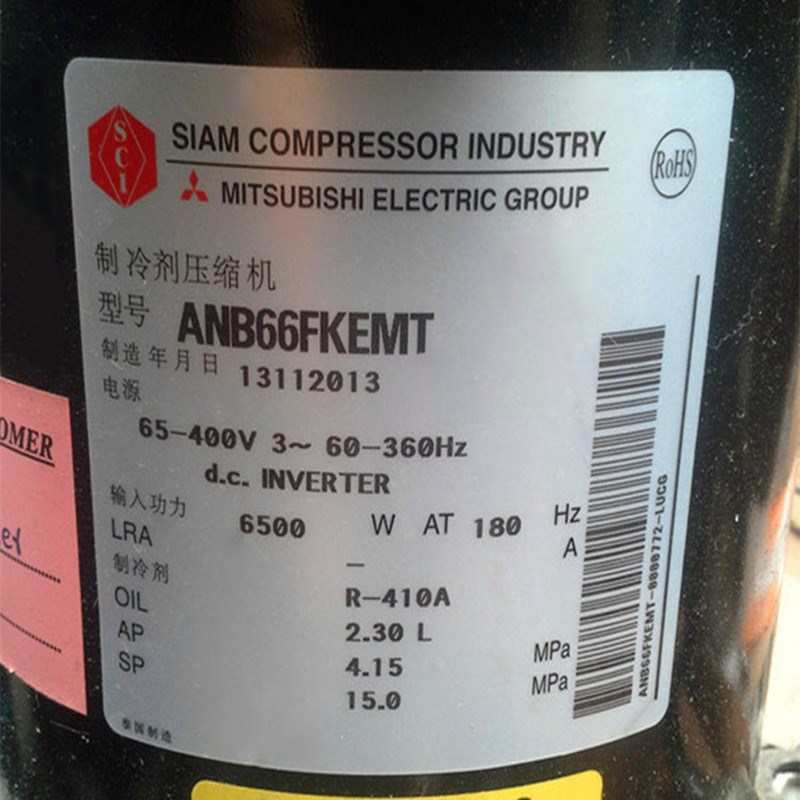 SCI
SIAM COMPRESSOR INDUSTRY
MITSUBISHI ELECTRIC GROUP
RoHS
制冷剂压缩机
型号 ANB66FKEMT
制造年月日 13112013
电源
65-400V 3~ 60-360Hz
d.c. INVERTER
输入功力 6500 W AT 180 Hz
LRA – A
制冷剂 R-410A
OIL 2.30 L
AP 4.15 MPa
SP 15.0 MPa
泰国制造
ANB66FKEMT-0000772-LUCG
OMER